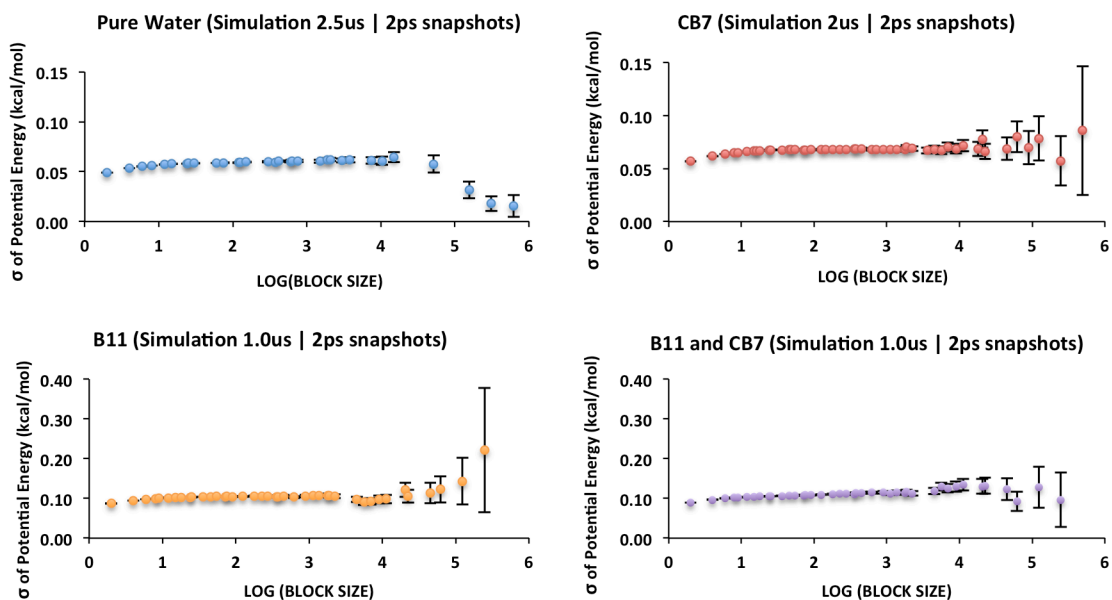 Pure Water (Simulation 2.5us | 2ps snapshots)
σ of Potential Energy (kcal/mol)
0.15
0.10
0.05
0.00
0 1 2 3 4 5 6
LOG(BLOCK SIZE)
CB7 (Simulation 2us | 2ps snapshots)
σ of Potential Energy (kcal/mol)
0.15
0.10
0.05
0.00
0 1 2 3 4 5 6
LOG (BLOCK SIZE)
B11 (Simulation 1.0us | 2ps snapshots)
σ of Potential Energy (kcal/mol)
0.40
0.30
0.20
0.10
0.00
0 1 2 3 4 5 6
LOG (BLOCK SIZE)
B11 and CB7 (Simulation 1.0us | 2ps snapshots)
σ of Potential Energy (kcal/mol)
0.40
0.30
0.20
0.10
0.00
0 1 2 3 4 5 6
LOG (BLOCK SIZE)